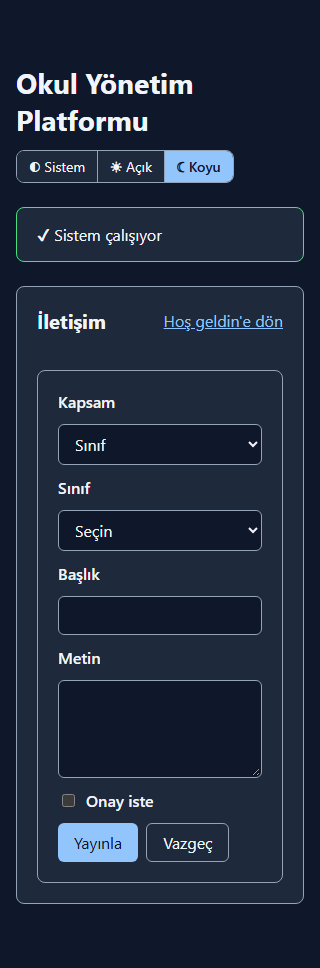 Okul Yönetim
Platformu
Sistem
Açık
Koyu
Sistem çalışıyor
İletişim
Hoş geldin'e dön
Kapsam
Sınıf
Sınıf
Seçin
Başlık
Metin
Onay iste
Yayınla
Vazgeç